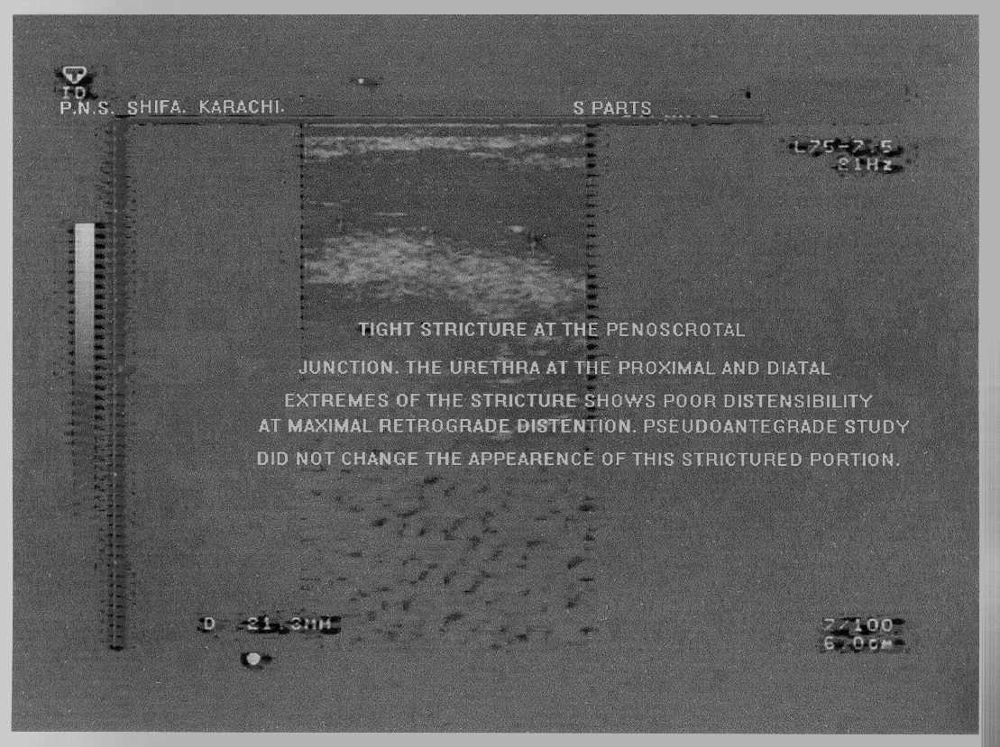 ID
P.N.S. SHIFA. KARACHI. S PARTS
L75-7.5
21Hz
TIGHT STRICTURE AT THE PENOSCROTAL
JUNCTION. THE URETHRA AT THE PROXIMAL AND DIATAL
EXTREMES OF THE STRICTURE SHOWS POOR DISTENSIBILITY
AT MAXIMAL RETROGRADE DISTENTION. PSEUDOANTEGRADE STUDY
DID NOT CHANGE THE APPEARENCE OF THIS STRICTURED PORTION.
D 21.3MM
7/100
6.0cm